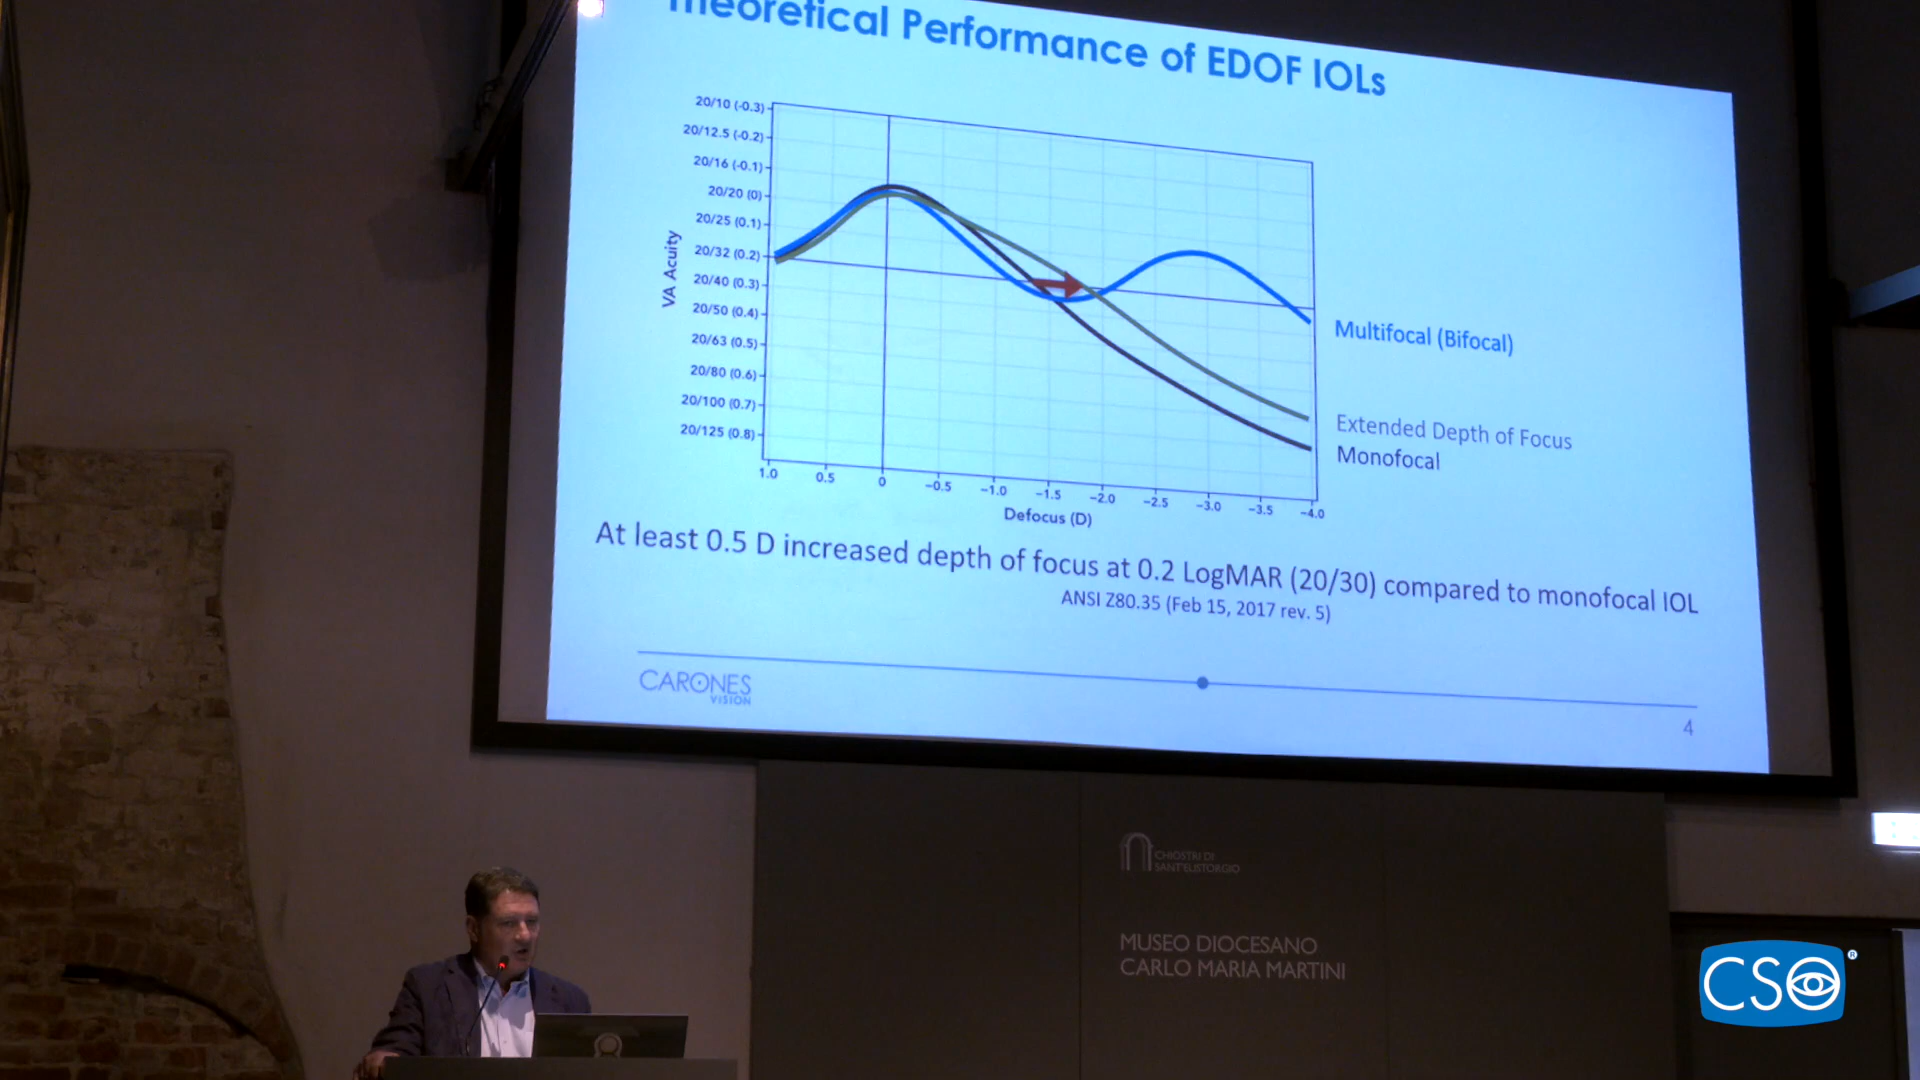 Theoretical Performance of EDOF IOLs
20/10 (-0.3)
20/12.5 (-0.2)
20/16 (-0.1)
20/20 (0)
20/25 (0.1)
20/32 (0.2)
20/40 (0.3)
20/50 (0.4)
20/63 (0.5)
20/80 (0.6)
20/100 (0.7)
20/125 (0.8)
VA Acuity
1.0 0.5 0 −0.5 −1.0 −1.5 −2.0 −2.5 −3.0 −3.5 −4.0
Defocus (D)
Multifocal (Bifocal)
Extended Depth of Focus
Monofocal
At least 0.5 D increased depth of focus at 0.2 LogMAR (20/30) compared to monofocal IOL
ANSI Z80.35 (Feb 15, 2017 rev. 5)
CARONES
VISION
4
CHIOSTRI DI
SANT'EUSTORGIO
MUSEO DIOCESANO
CARLO MARIA MARTINI
CSO®